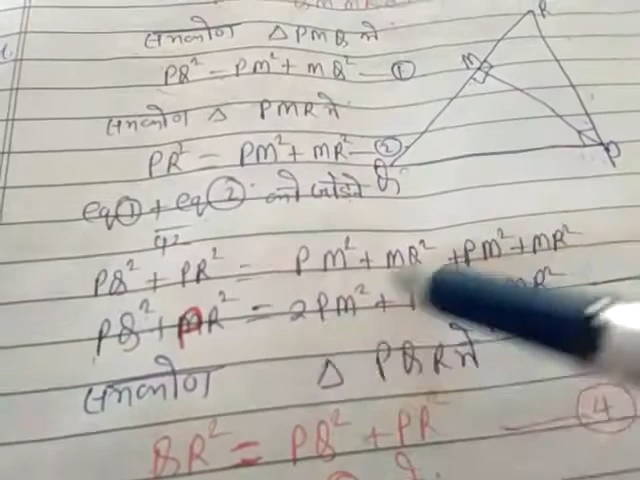 समकोण △ PMQ में
PQ² = PM² + MQ² — ①
समकोण △ PMR में
PR² = PM² + MR² — ②
eq① + eq② को जोड़ने
पर
PQ² + PR² = PM² + MQ² + PM² + MR²
PQ² + PR² = 2PM² +
समकोण △ PQR में
QR² = PQ² + PR² — ④
R
M
Q
P